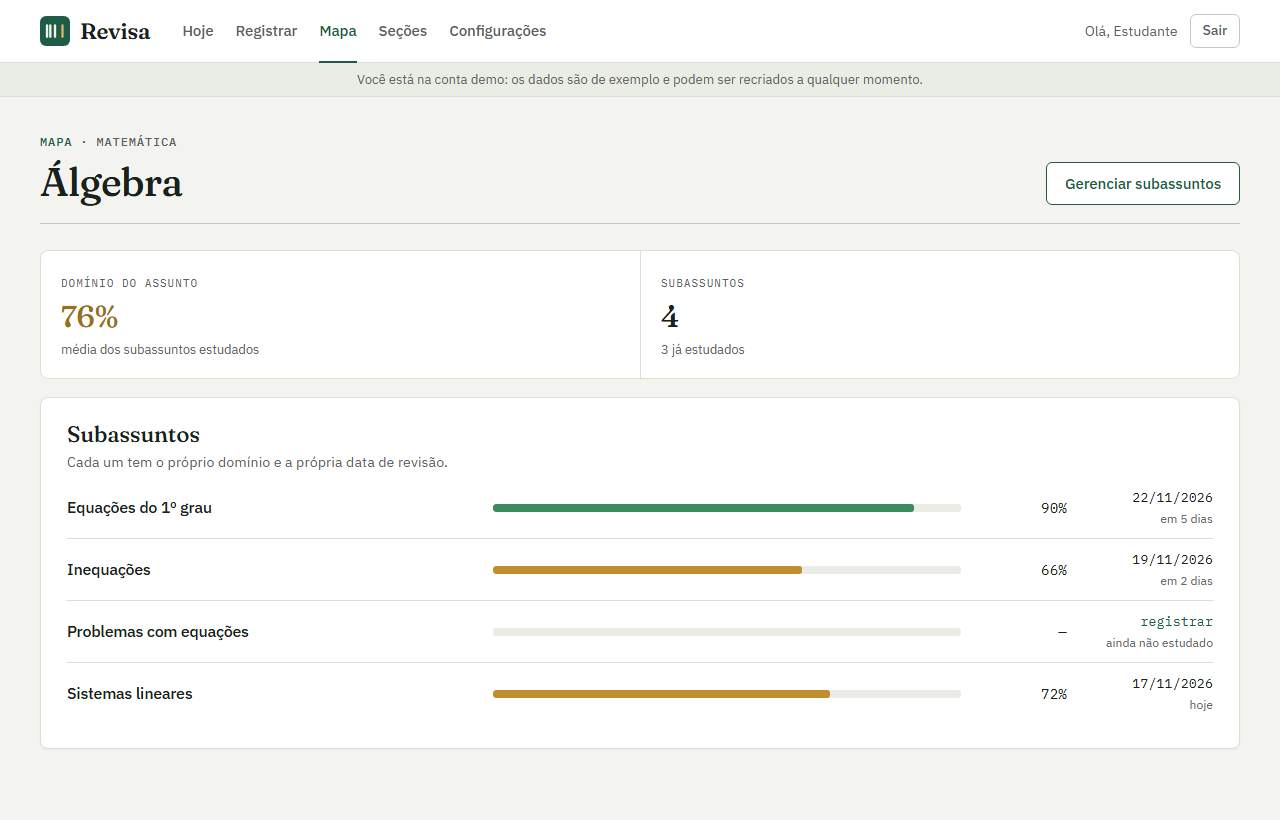 Revisa
Hoje
Registrar
Mapa
Seções
Configurações
Olá, Estudante
Sair
Você está na conta demo: os dados são de exemplo e podem ser recriados a qualquer momento.
MAPA · MATEMÁTICA
Álgebra
Gerenciar subassuntos
DOMÍNIO DO ASSUNTO
76%
média dos subassuntos estudados
SUBASSUNTOS
4
3 já estudados
Subassuntos
Cada um tem o próprio domínio e a própria data de revisão.
Equações do 1º grau
90%
22/11/2026
em 5 dias
Inequações
66%
19/11/2026
em 2 dias
Problemas com equações
—
registrar
ainda não estudado
Sistemas lineares
72%
17/11/2026
hoje